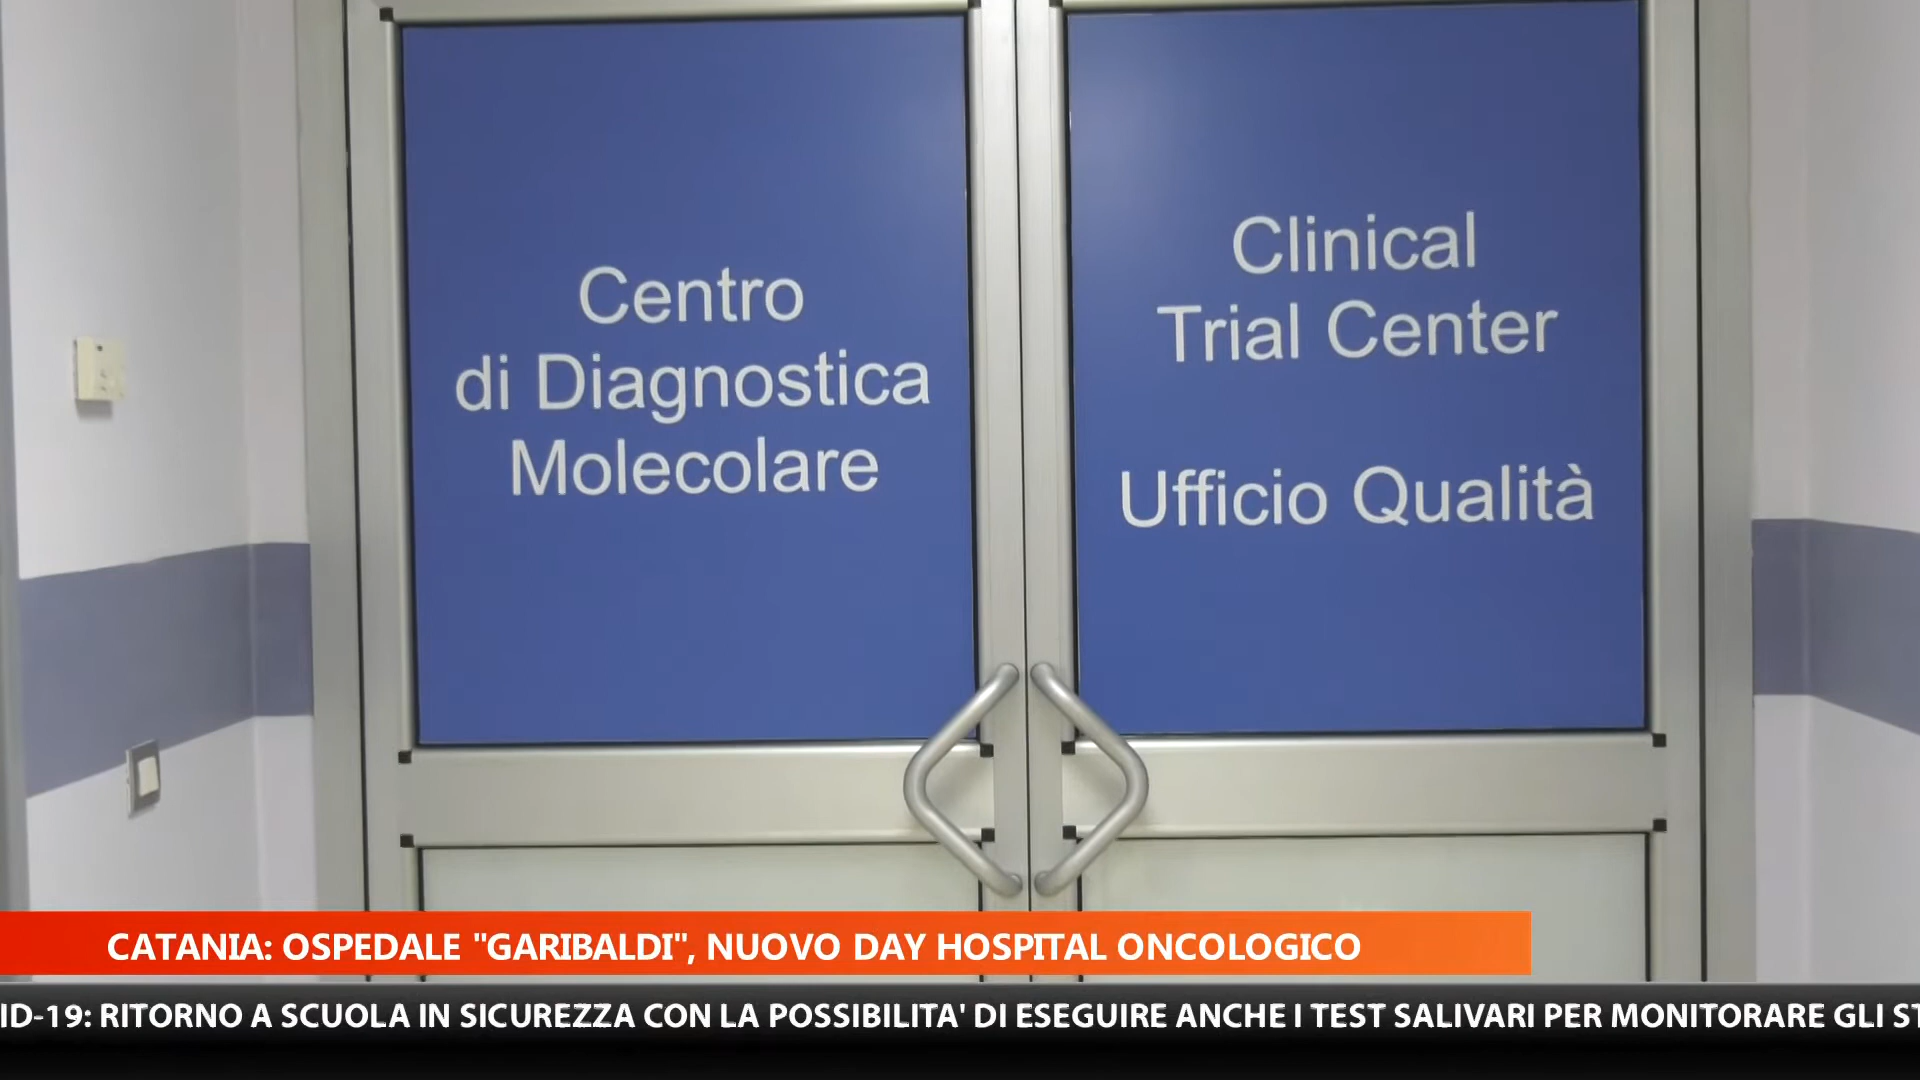 Centro
di Diagnostica
Molecolare
Clinical
Trial Center
Ufficio Qualità
CATANIA: OSPEDALE "GARIBALDI", NUOVO DAY HOSPITAL ONCOLOGICO
ID-19: RITORNO A SCUOLA IN SICUREZZA CON LA POSSIBILITA' DI ESEGUIRE ANCHE I TEST SALIVARI PER MONITORARE GLI ST